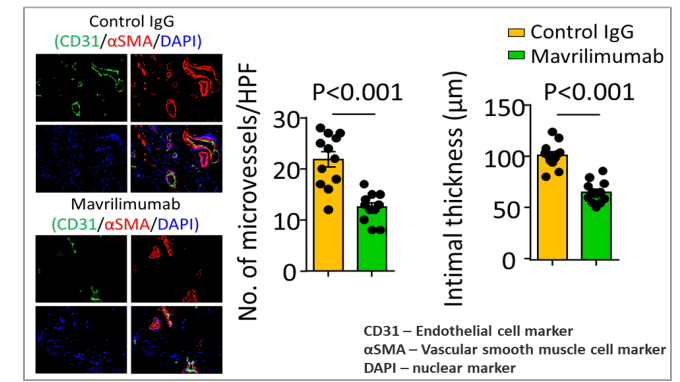 Control IgG
(CD31/αSMA/DAPI)
Mavrilimumab
(CD31/αSMA/DAPI)
No. of microvessels/HPF
P<0.001
30
20
10
0
Intimal thickness (μm)
P<0.001
150
100
50
0
Control IgG
Mavrilimumab
CD31 – Endothelial cell marker
αSMA – Vascular smooth muscle cell marker
DAPI – nuclear marker